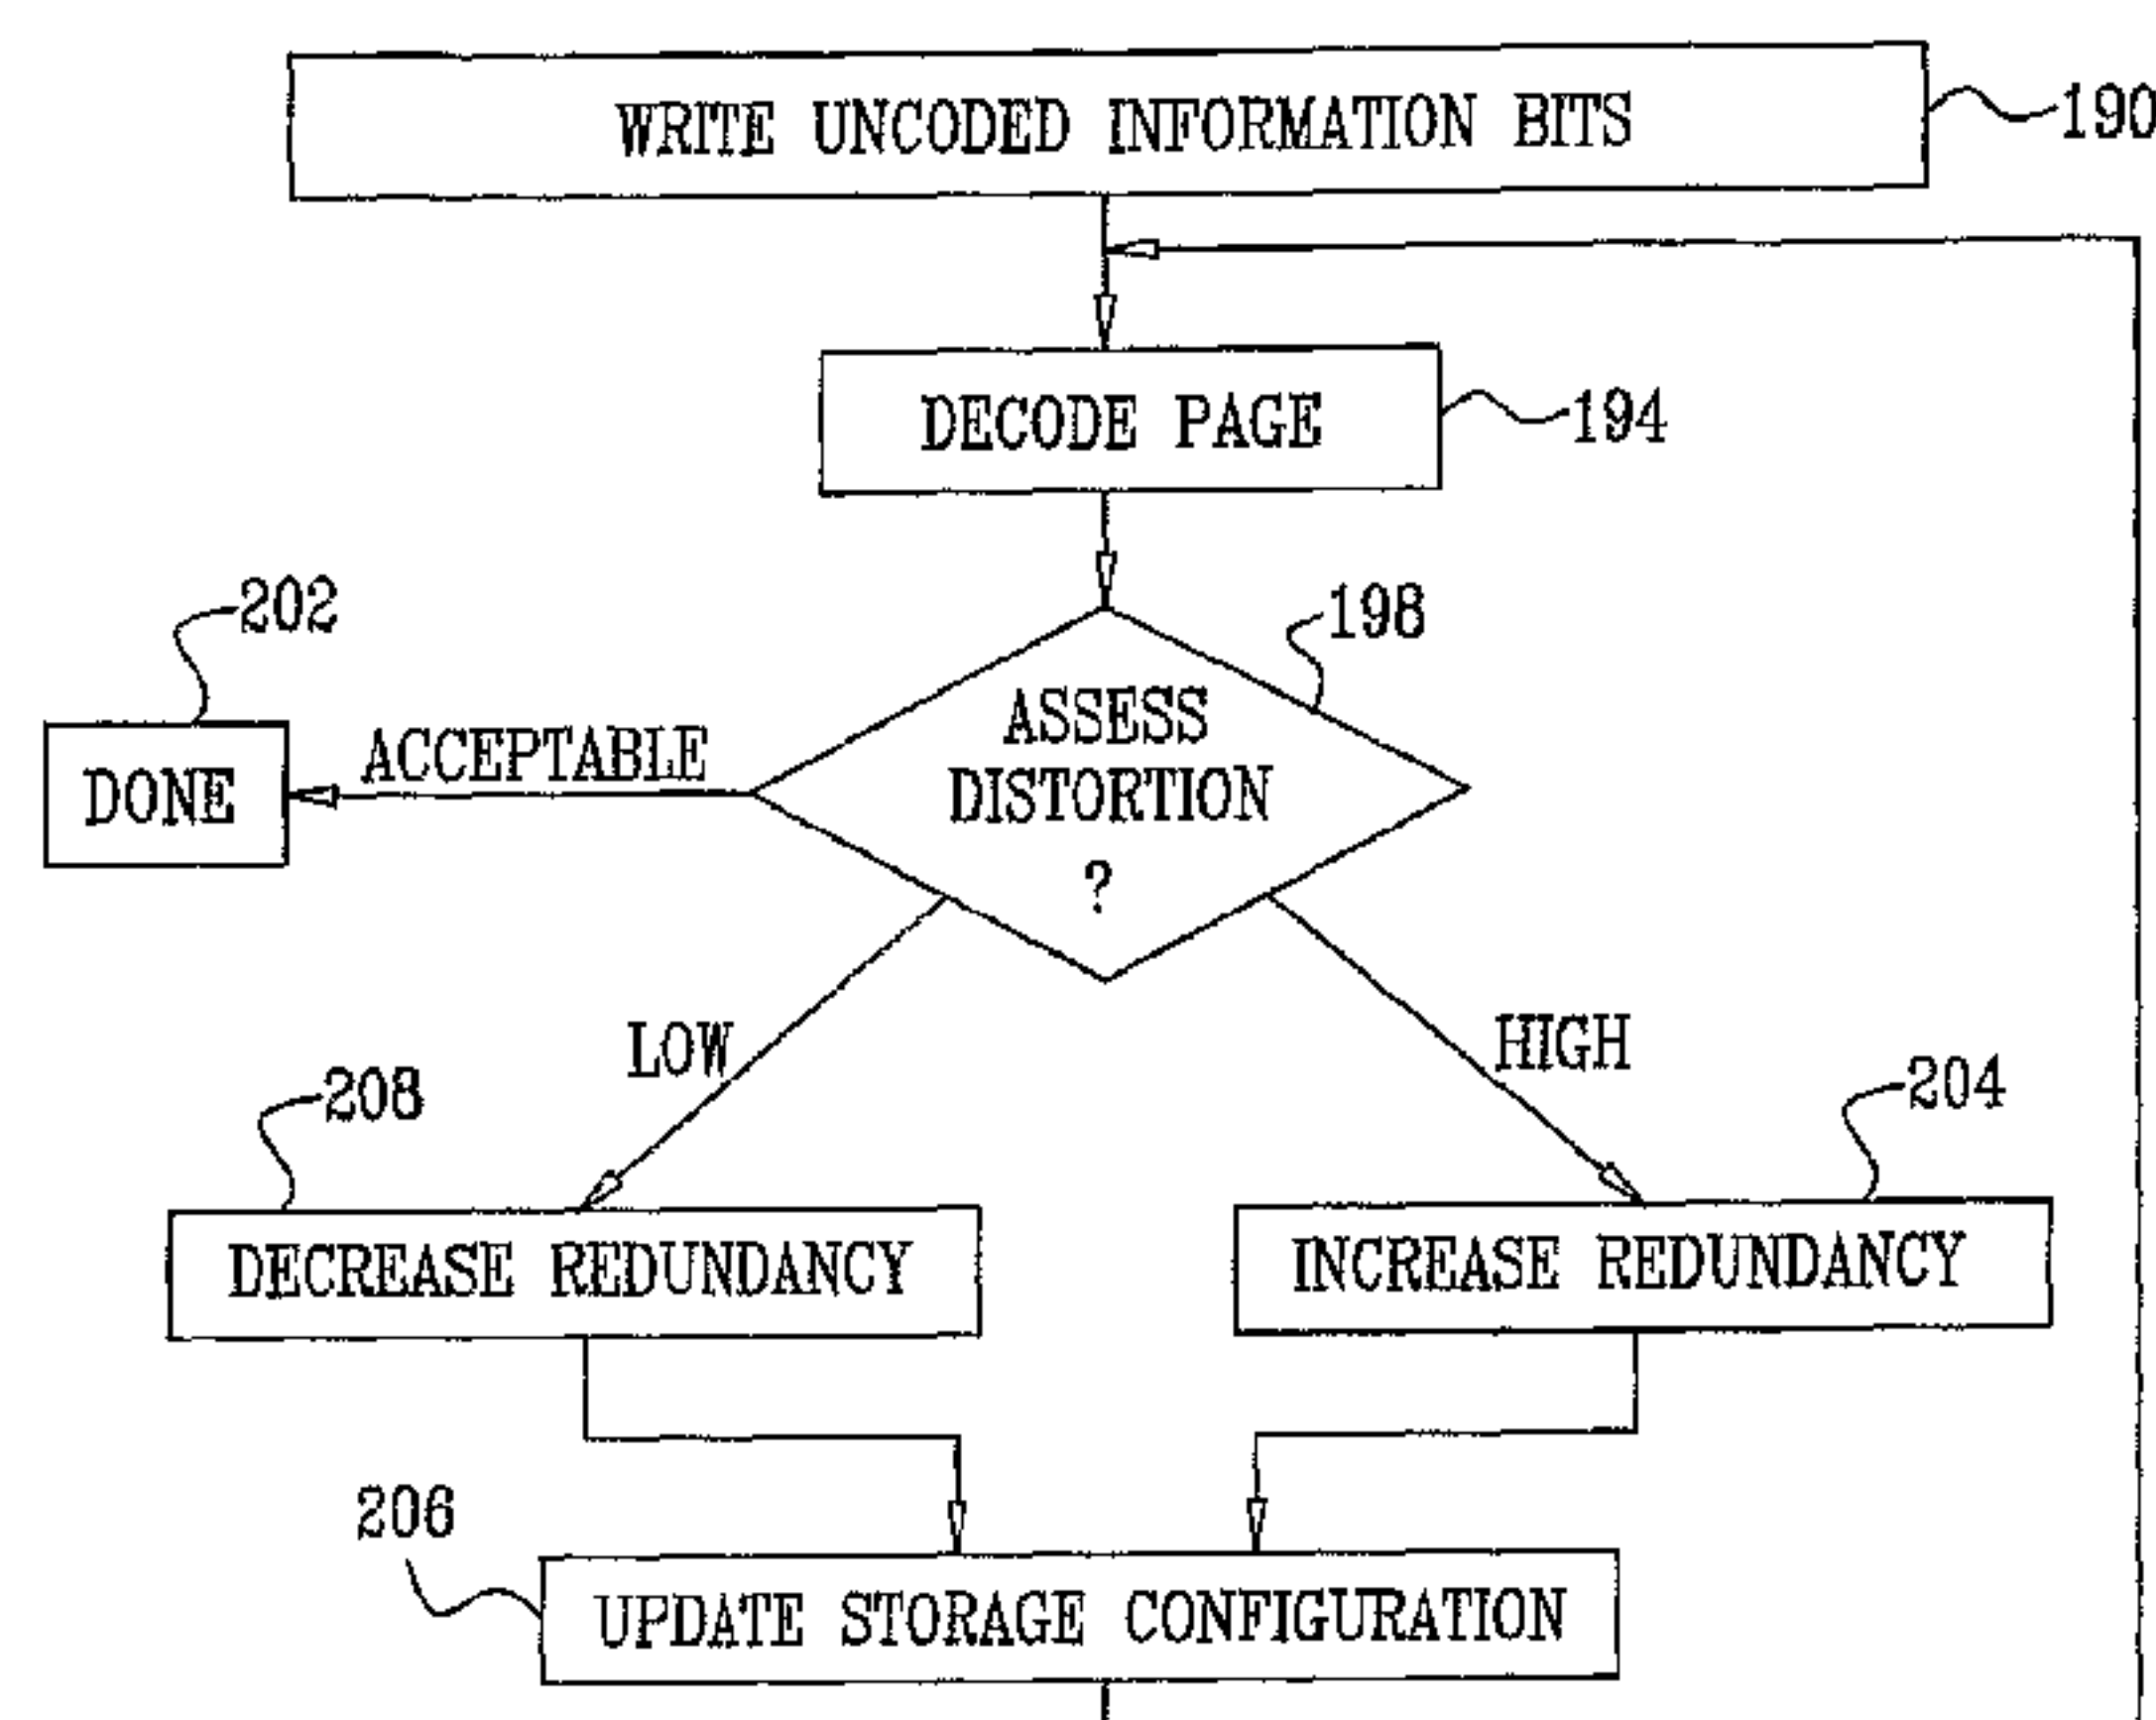 WRITE UNCODED INFORMATION BITS
190
DECODE PAGE
194
202
198
ASSESS
DISTORTION
?
ACCEPTABLE
DONE
LOW
HIGH
208
204
DECREASE REDUNDANCY
INCREASE REDUNDANCY
206
UPDATE STORAGE CONFIGURATION